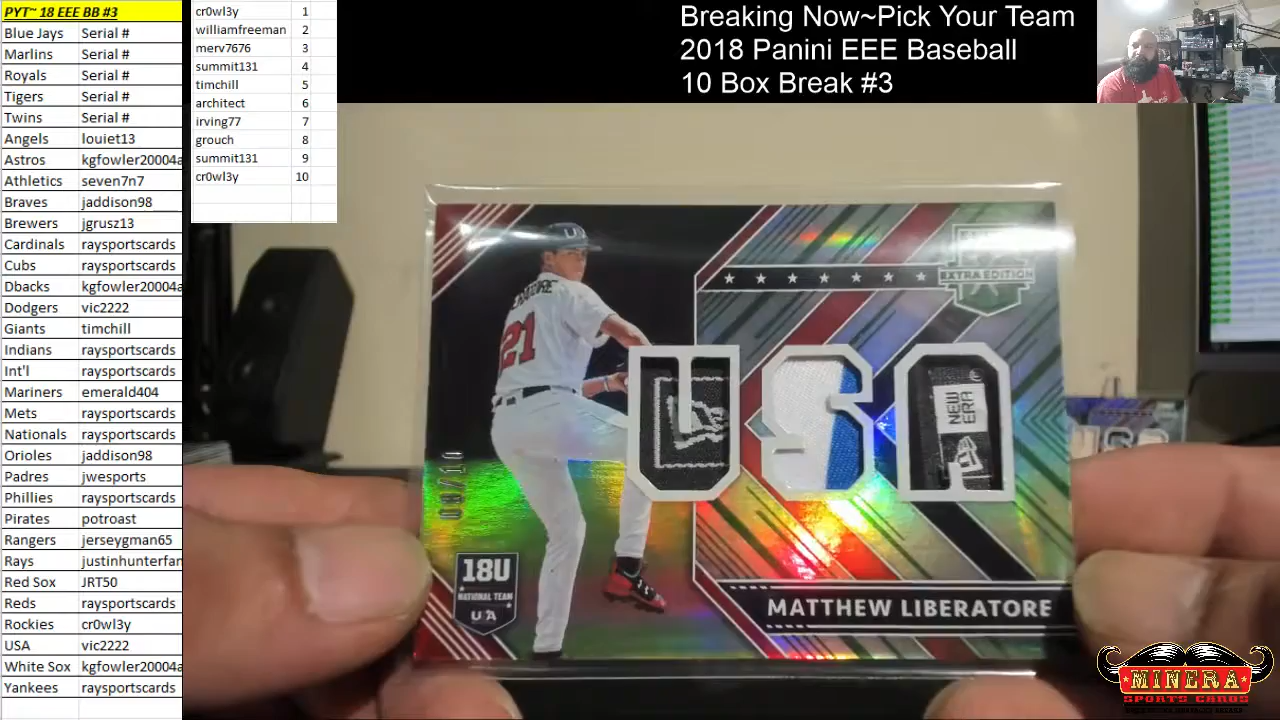 PYT~ 18 EEE BB #3
Blue Jays Serial #
Marlins Serial #
Royals Serial #
Tigers Serial #
Twins Serial #
Angels louiet13
Astros kgfowler20004a
Athletics seven7n7
Braves jaddison98
Brewers jgrusz13
Cardinals raysportscards
Cubs raysportscards
Dbacks kgfowler20004a
Dodgers vic2222
Giants timchill
Indians raysportscards
Int'l raysportscards
Mariners emerald404
Mets raysportscards
Nationals raysportscards
Orioles jaddison98
Padres jwesports
Phillies raysportscards
Pirates potroast
Rangers jerseygman65
Rays justinhunterfan
Red Sox JRT50
Reds raysportscards
Rockies cr0wl3y
USA vic2222
White Sox kgfowler20004a
Yankees raysportscards
cr0wl3y 1
williamfreeman 2
merv7676 3
summit131 4
timchill 5
architect 6
irving77 7
grouch 8
summit131 9
cr0wl3y 10
Breaking Now~Pick Your Team
2018 Panini EEE Baseball
10 Box Break #3
EXTRA EDITION
21
USA
NEW ERA
18U
NATIONAL TEAM
MATTHEW LIBERATORE
MINERA
SPORTS CARDS